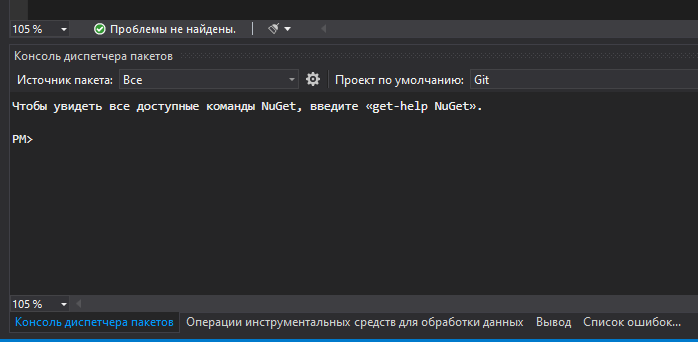 105 %
Проблемы не найдены.
Консоль диспетчера пакетов
Источник пакета: Все
Проект по умолчанию: Git
Чтобы увидеть все доступные команды NuGet, введите «get-help NuGet».
PM>
105 %
Консоль диспетчера пакетов
Операции инструментальных средств для обработки данных
Вывод
Список ошибок...